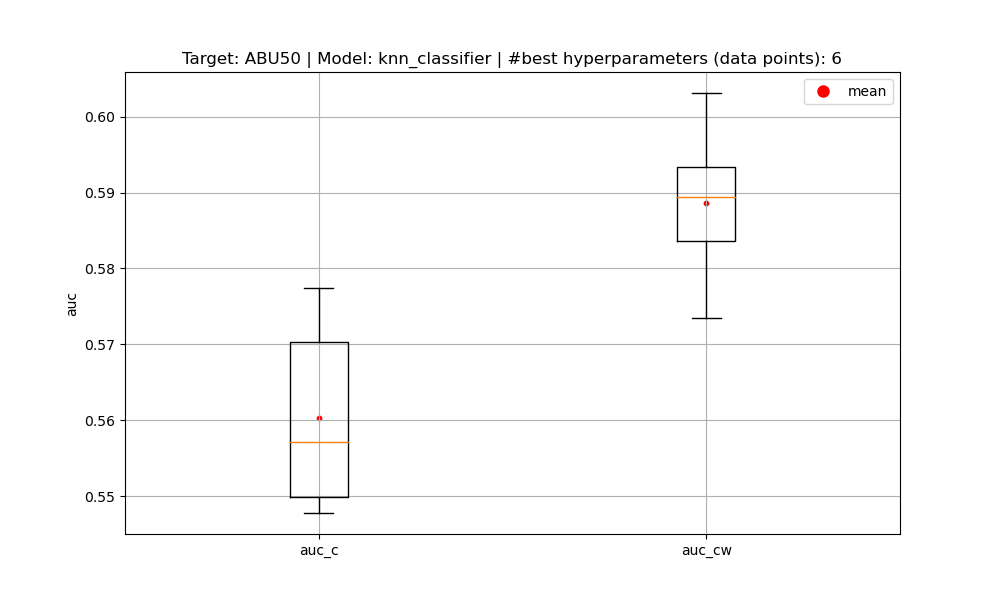 Target: ABU50 | Model: knn_classifier | #best hyperparameters (data points): 6
mean
0.60
0.59
0.58
0.57
0.56
0.55
auc
auc_c
auc_cw